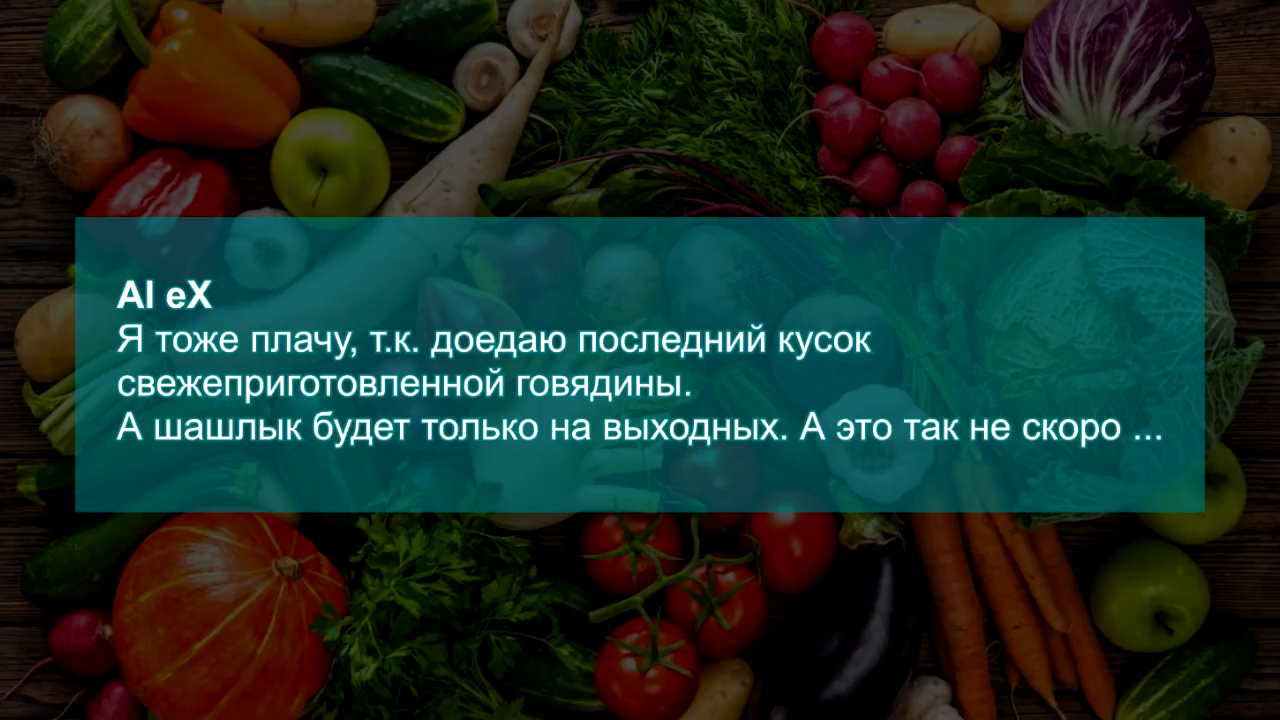 Al eX
Я тоже плачу, т.к. доедаю последний кусок
свежеприготовленной говядины.
А шашлык будет только на выходных. А это так не скоро ...